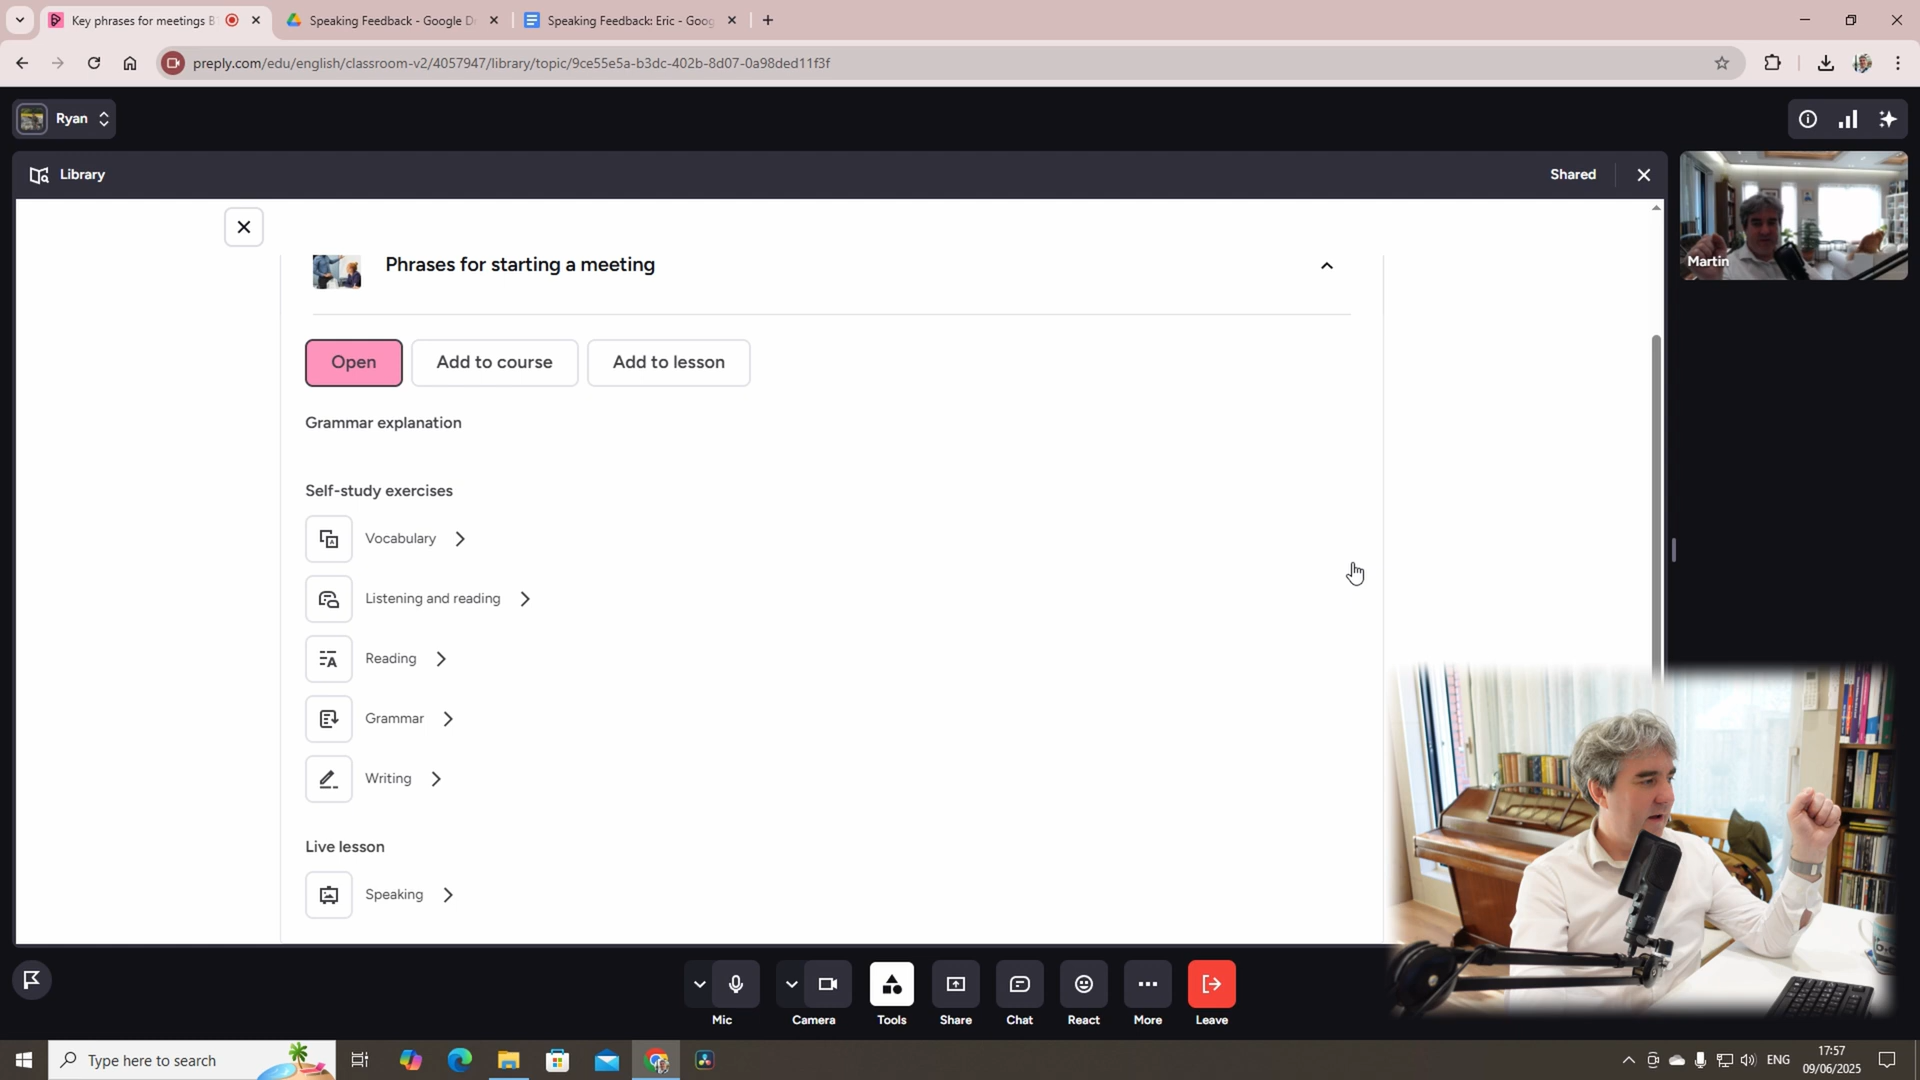 Key phrases for meetings B
Speaking Feedback - Google D
Speaking Feedback: Eric - Goog
preply.com/edu/english/classroom-v2/4057947/library/topic/9ce55e5a-b3dc-402b-8d07-0a98ded11f3f
Ryan
Library
Shared
Martin
Phrases for starting a meeting
Open
Add to course
Add to lesson
Grammar explanation
Self-study exercises
Vocabulary
Listening and reading
Reading
Grammar
Writing
Live lesson
Speaking
Mic
Camera
Tools
Share
Chat
React
More
Leave
Type here to search
ENG
17:57
09/06/2025